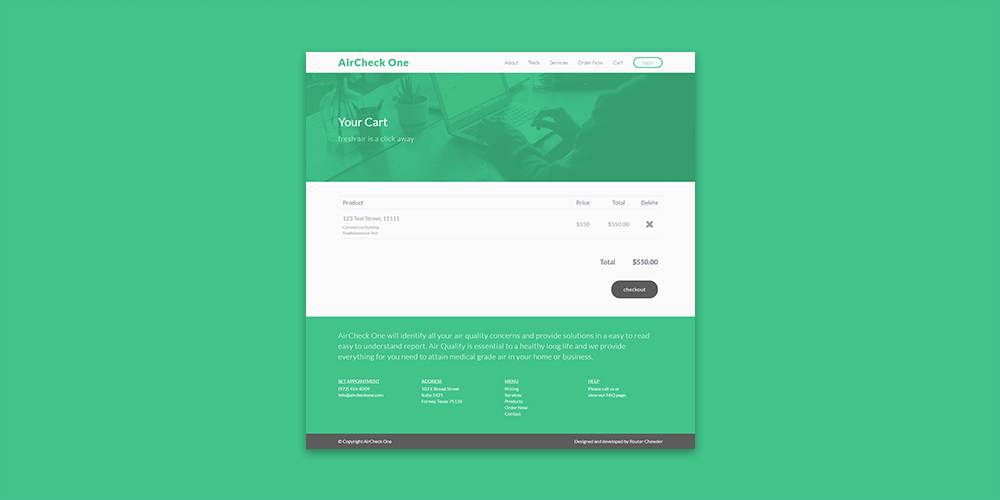 AirCheck One
About Tests Services Order Now Cart login
Your Cart
fresh air is a click away
Product Price Total Delete
123 Test Street, 11111 $550 $550.00
Commercial Building
Total $550.00
checkout
AirCheck One will identify all your air quality concerns and provide solutions in a easy to read
easy to understand report. Air Quality is essential to a healthy long life and we provide
everything for you need to attain medical grade air in your home or business.
SET APPOINTMENT
info@aircheckone.com
ADDRESS
102 E Broad Street
Suite 2421
Forney, Texas 75126
MENU
Pricing
Services
Products
Order Now
Contact
HELP
Please call us or
view our FAQ page.
© Copyright AirCheck One
Designed and developed by Router Chowder